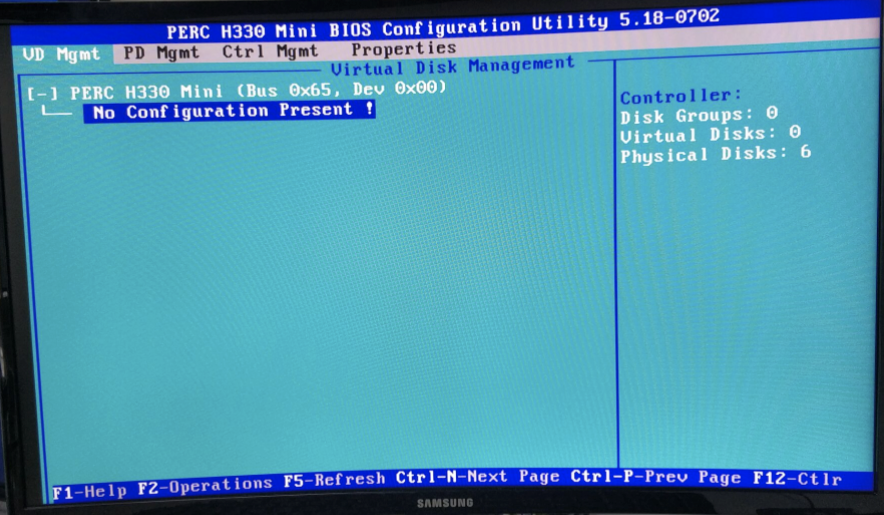 PERC H330 Mini BIOS Configuration Utility 5.18-0702
VD Mgmt PD Mgmt Ctrl Mgmt Properties
Virtual Disk Management
[-] PERC H330 Mini (Bus 0x65, Dev 0x00)
No Configuration Present !
Controller:
Disk Groups: 0
Virtual Disks: 0
Physical Disks: 6
F1-Help F2-Operations F5-Refresh Ctrl-N-Next Page Ctrl-P-Prev Page F12-Ctlr
SAMSUNG